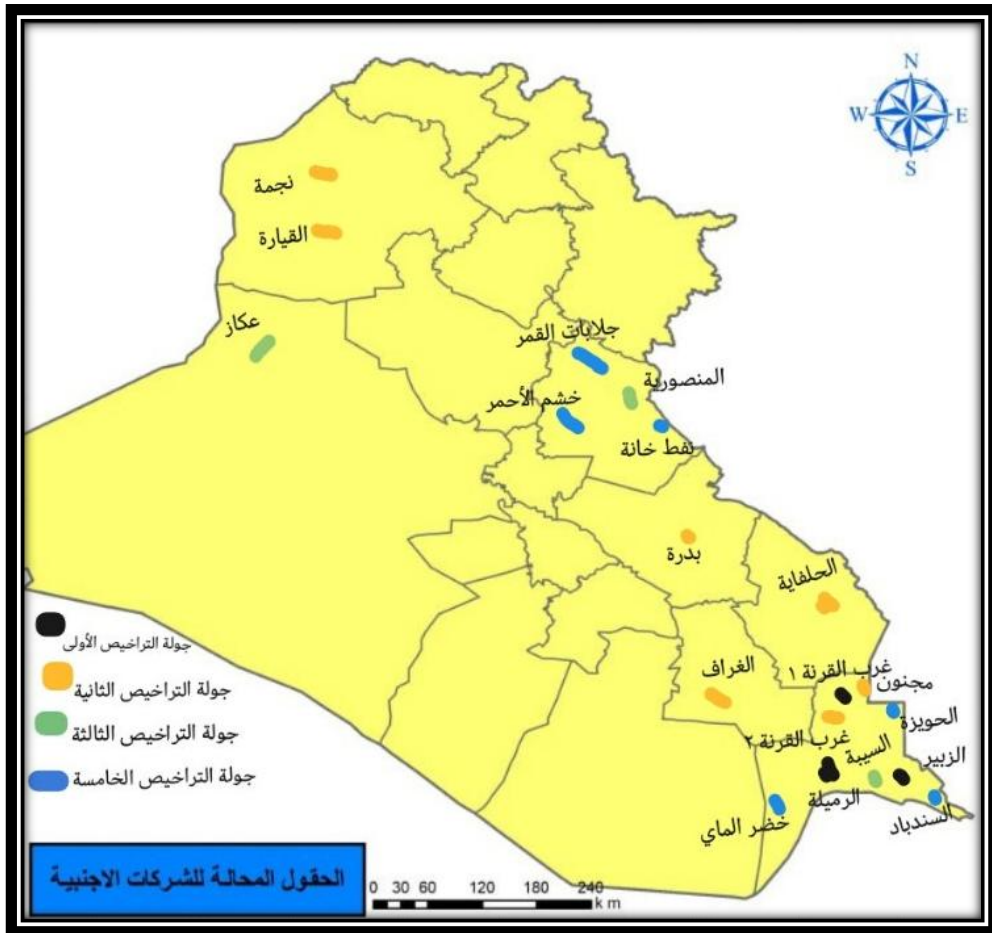 N
W E
S
نجمة
القيارة
عكاز
جلابات القمر
المنصورية
خشم الأحمر
نفط خانة
بدرة
الحلفاية
غرب القرنة ١
مجنون
الغراف
الحويزة
غرب القرنة ٢
السيبة
الزبير
الرميلة
السندباد
خضر الماي
جولة التراخيص الأولى
جولة التراخيص الثانية
جولة التراخيص الثالثة
جولة التراخيص الخامسة
الحقول المحالة للشركات الاجنبية
0 30 60 120 180 240
km